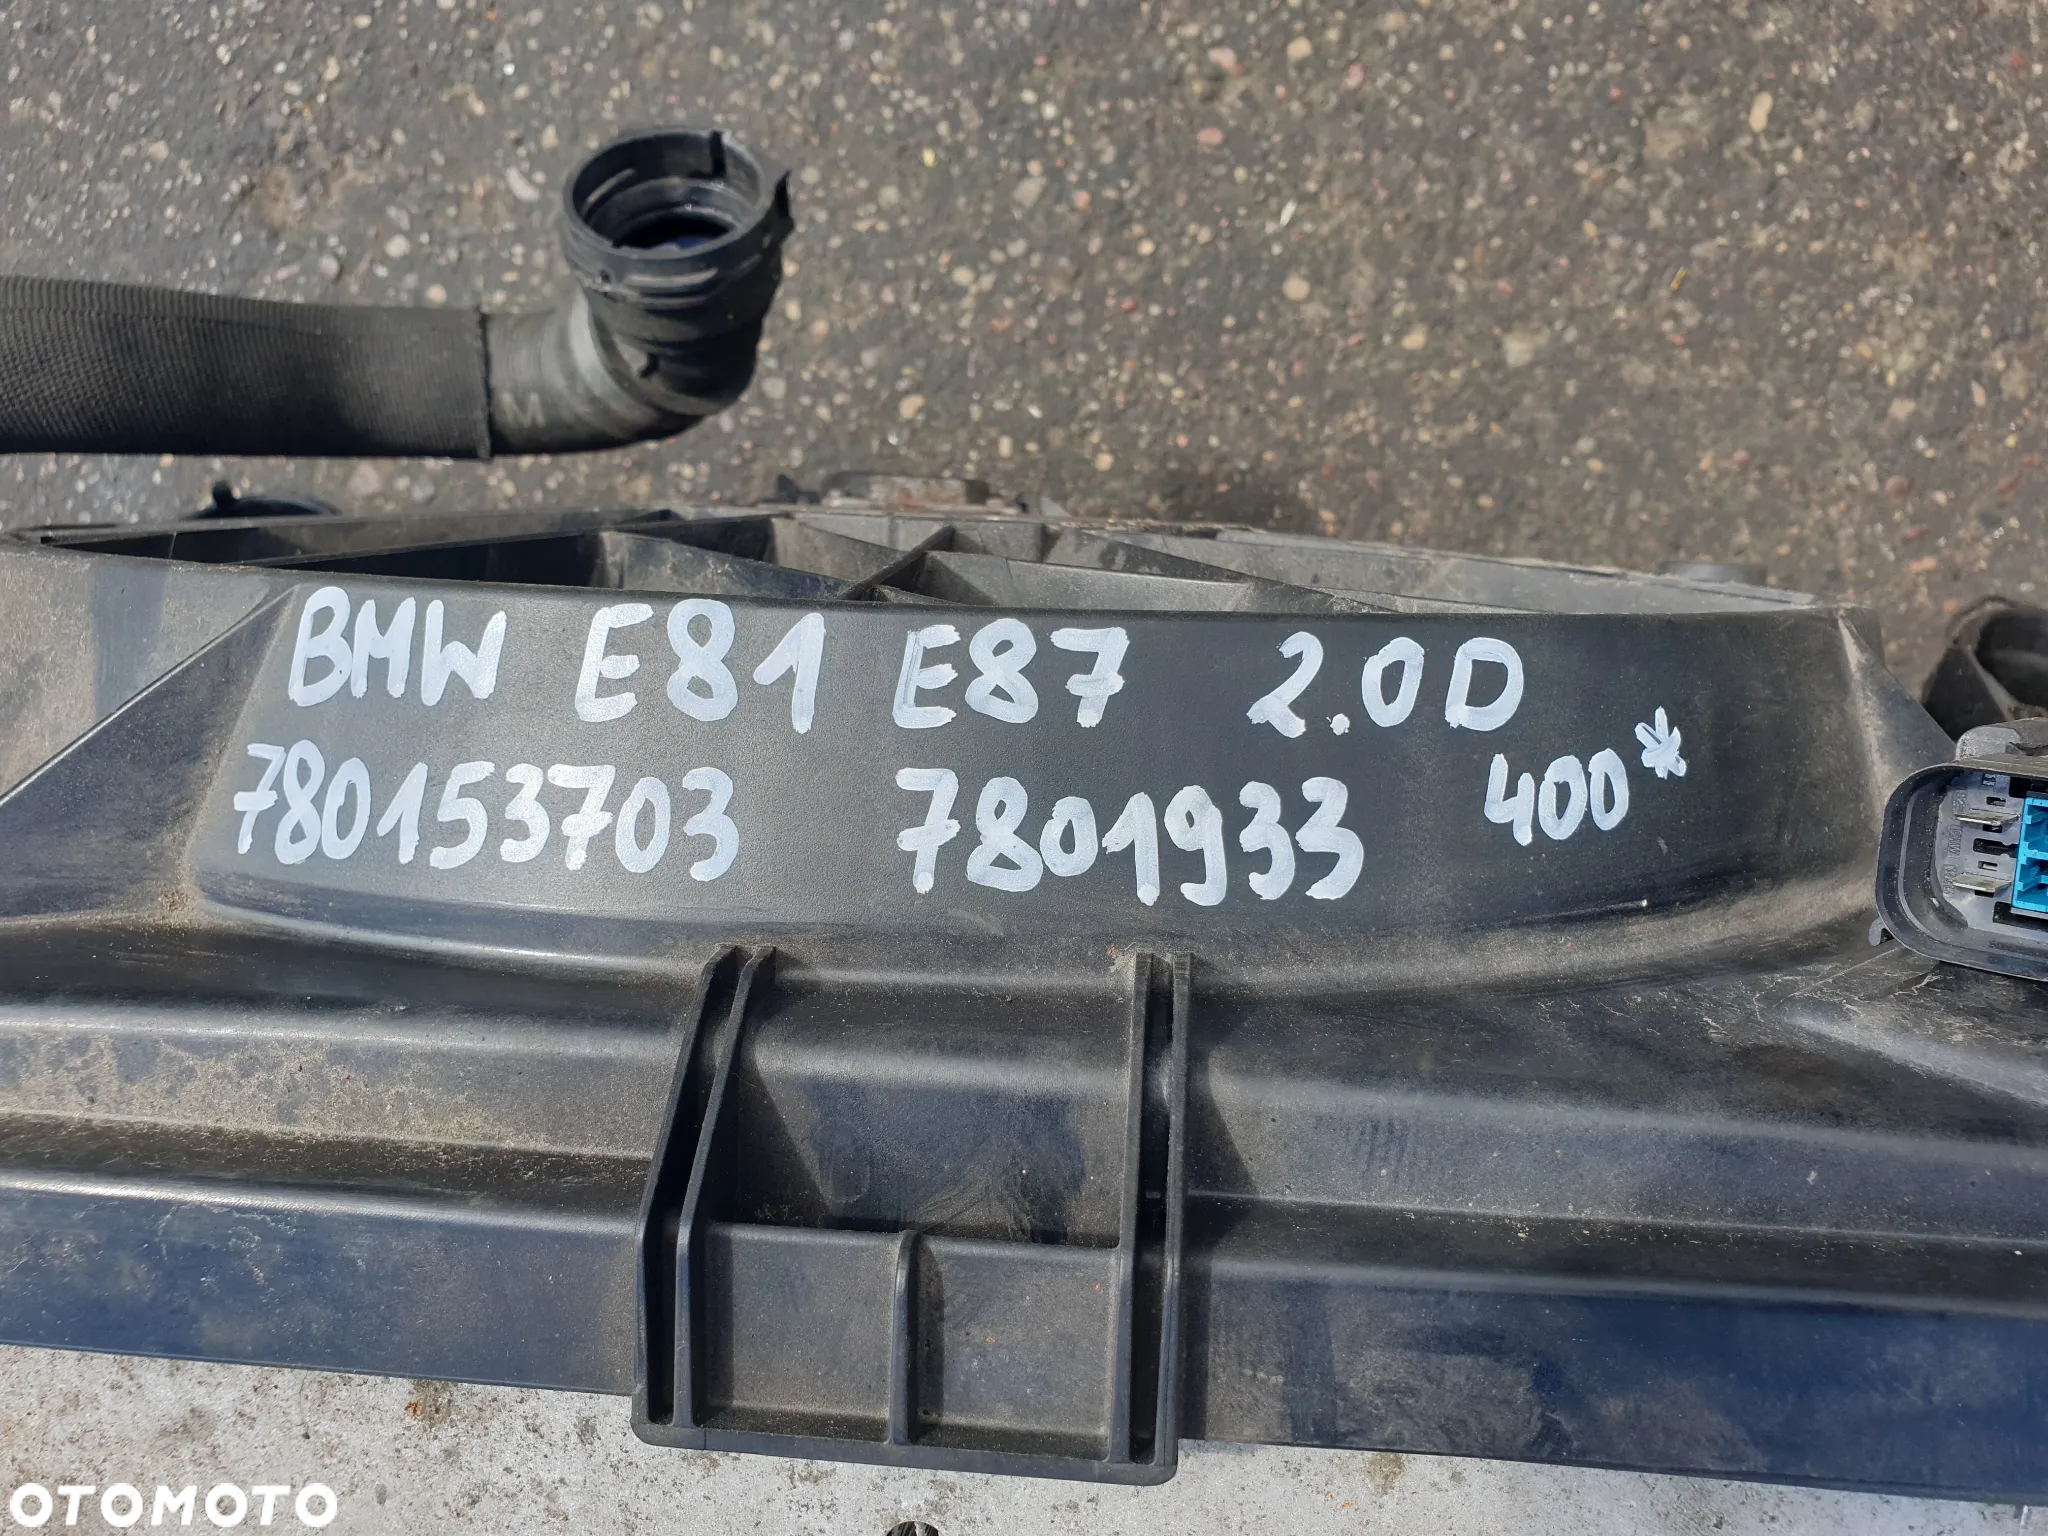 BMW E81 E87 2.0D
780153703 7801933 400*
OTOMOTO